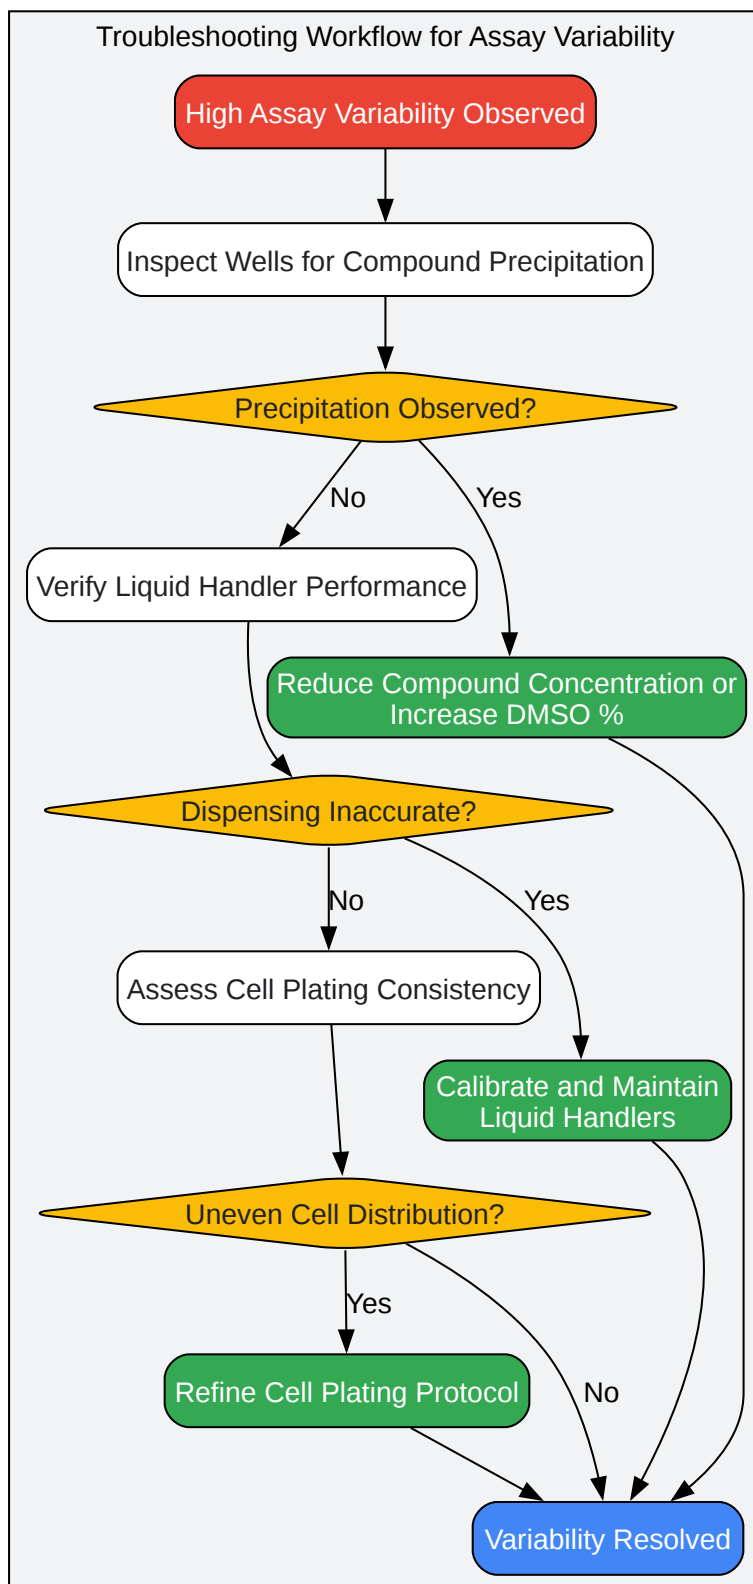 Troubleshooting Workflow for Assay Variability
High Assay Variability Observed
Inspect Wells for Compound Precipitation
Precipitation Observed?
No
Yes
Verify Liquid Handler Performance
Reduce Compound Concentration or
Increase DMSO %
Dispensing Inaccurate?
No
Yes
Assess Cell Plating Consistency
Calibrate and Maintain
Liquid Handlers
Uneven Cell Distribution?
Yes
No
Refine Cell Plating Protocol
Variability Resolved